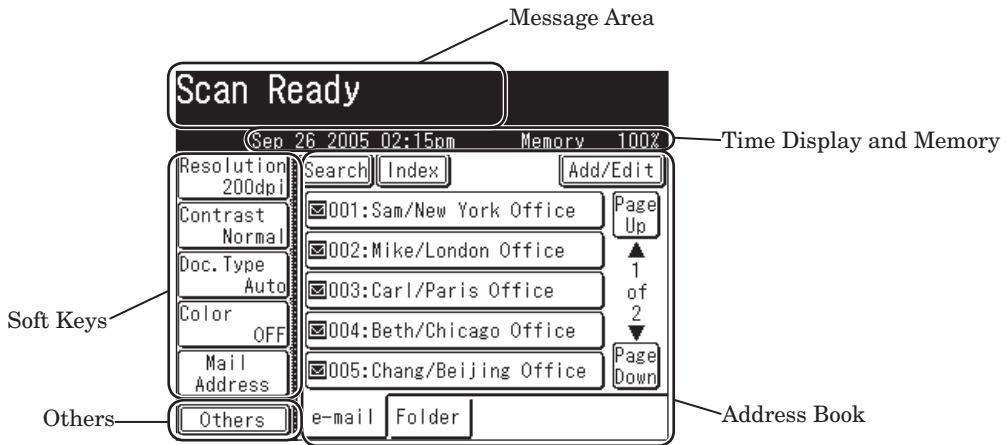 Message Area
Scan Ready
Sep 26 2005 02:15pm Memory 100%
Time Display and Memory
Resolution
200dpi
Search Index Add/Edit
Contrast
Normal
001:Sam/New York Office
Page
Up
002:Mike/London Office
Doc.Type
Auto
1
003:Carl/Paris Office
of
Soft Keys
Color
OFF
2
004:Beth/Chicago Office
Mail
Address
005:Chang/Beijing Office
Page
Down
Others
Others
e-mail Folder
Address Book